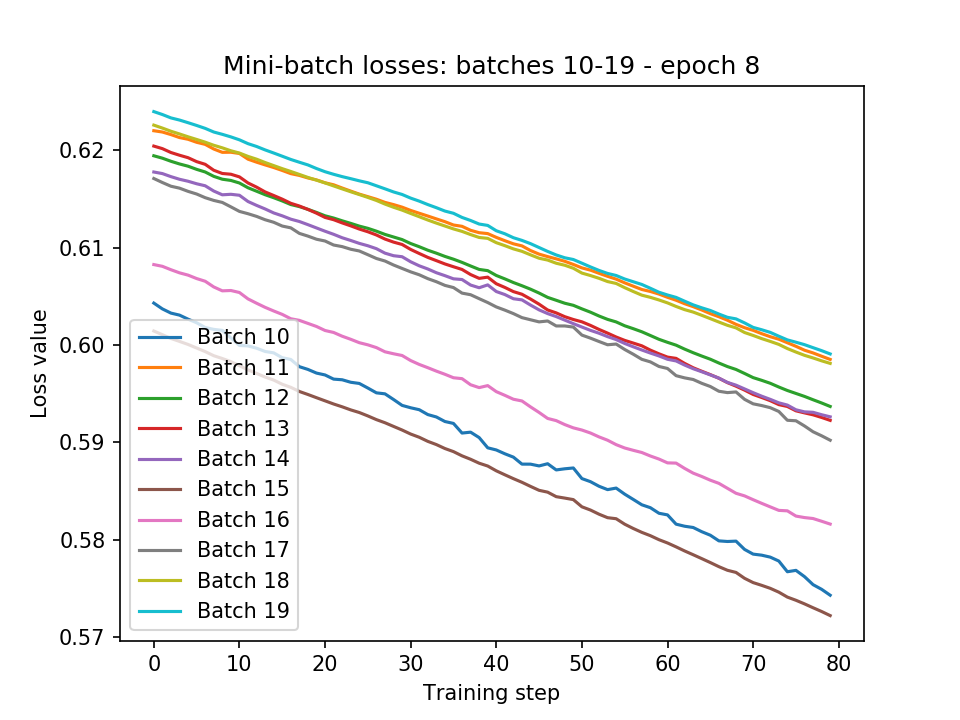 Mini-batch losses: batches 10-19 - epoch 8
Loss value
0.62
0.61
0.60
0.59
0.58
0.57
Batch 10
Batch 11
Batch 12
Batch 13
Batch 14
Batch 15
Batch 16
Batch 17
Batch 18
Batch 19
0 10 20 30 40 50 60 70 80
Training step